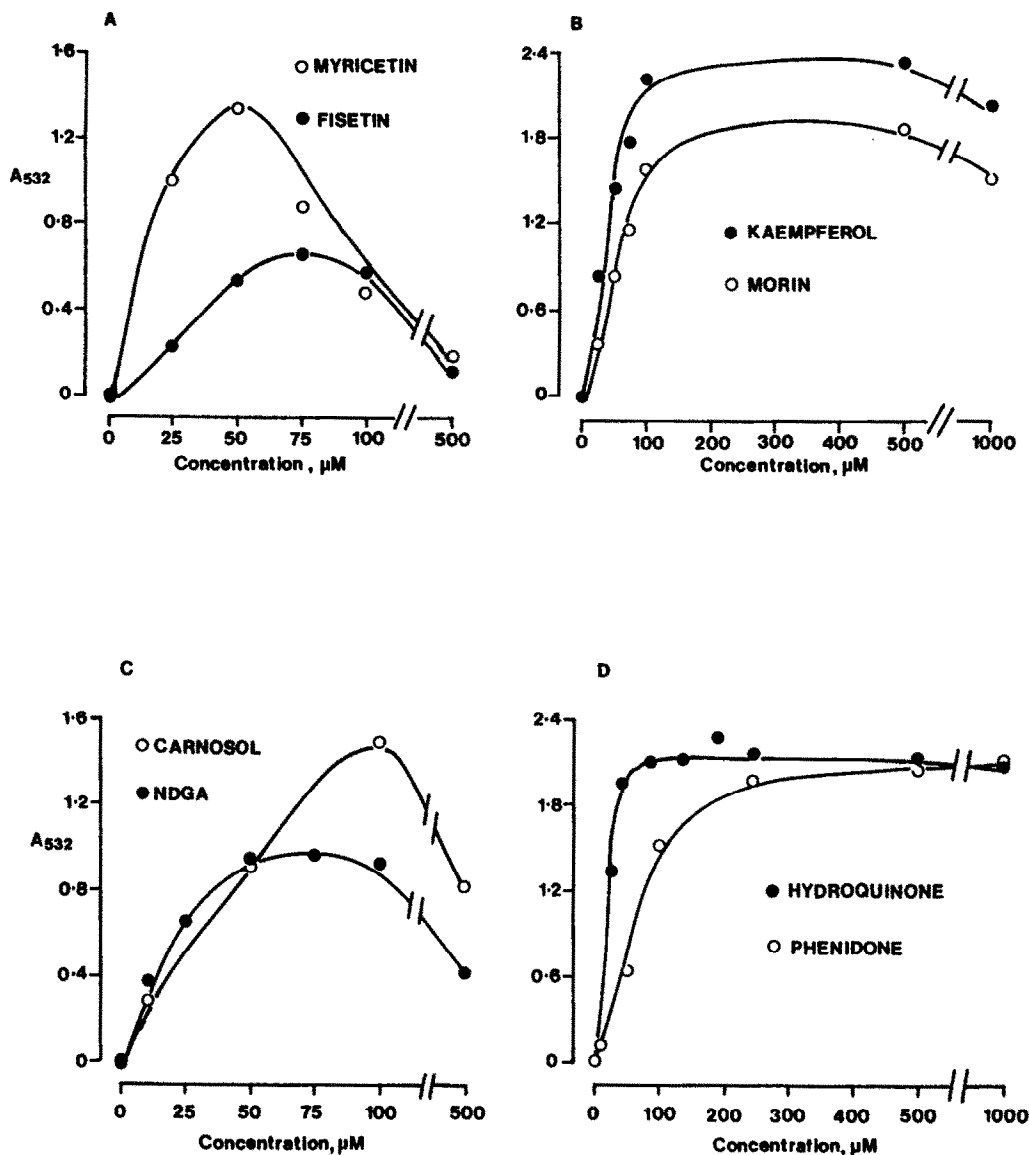 A
1·6
1·2
A532
0·8
0·4
0
MYRICETIN
FISETIN
0 25 50 75 100 500
Concentration, µM
B
2·4
1·8
1·2
0·6
0
KAEMPFEROL
MORIN
0 100 200 300 400 500 1000
Concentration, µM
C
1·6
1·2
A532
0·8
0·4
0
CARNOSOL
NDGA
0 25 50 75 100 500
Concentration, µM
D
2·4
1·8
1·2
0·6
0
HYDROQUINONE
PHENIDONE
0 100 200 300 400 500 1000
Concentration, µM